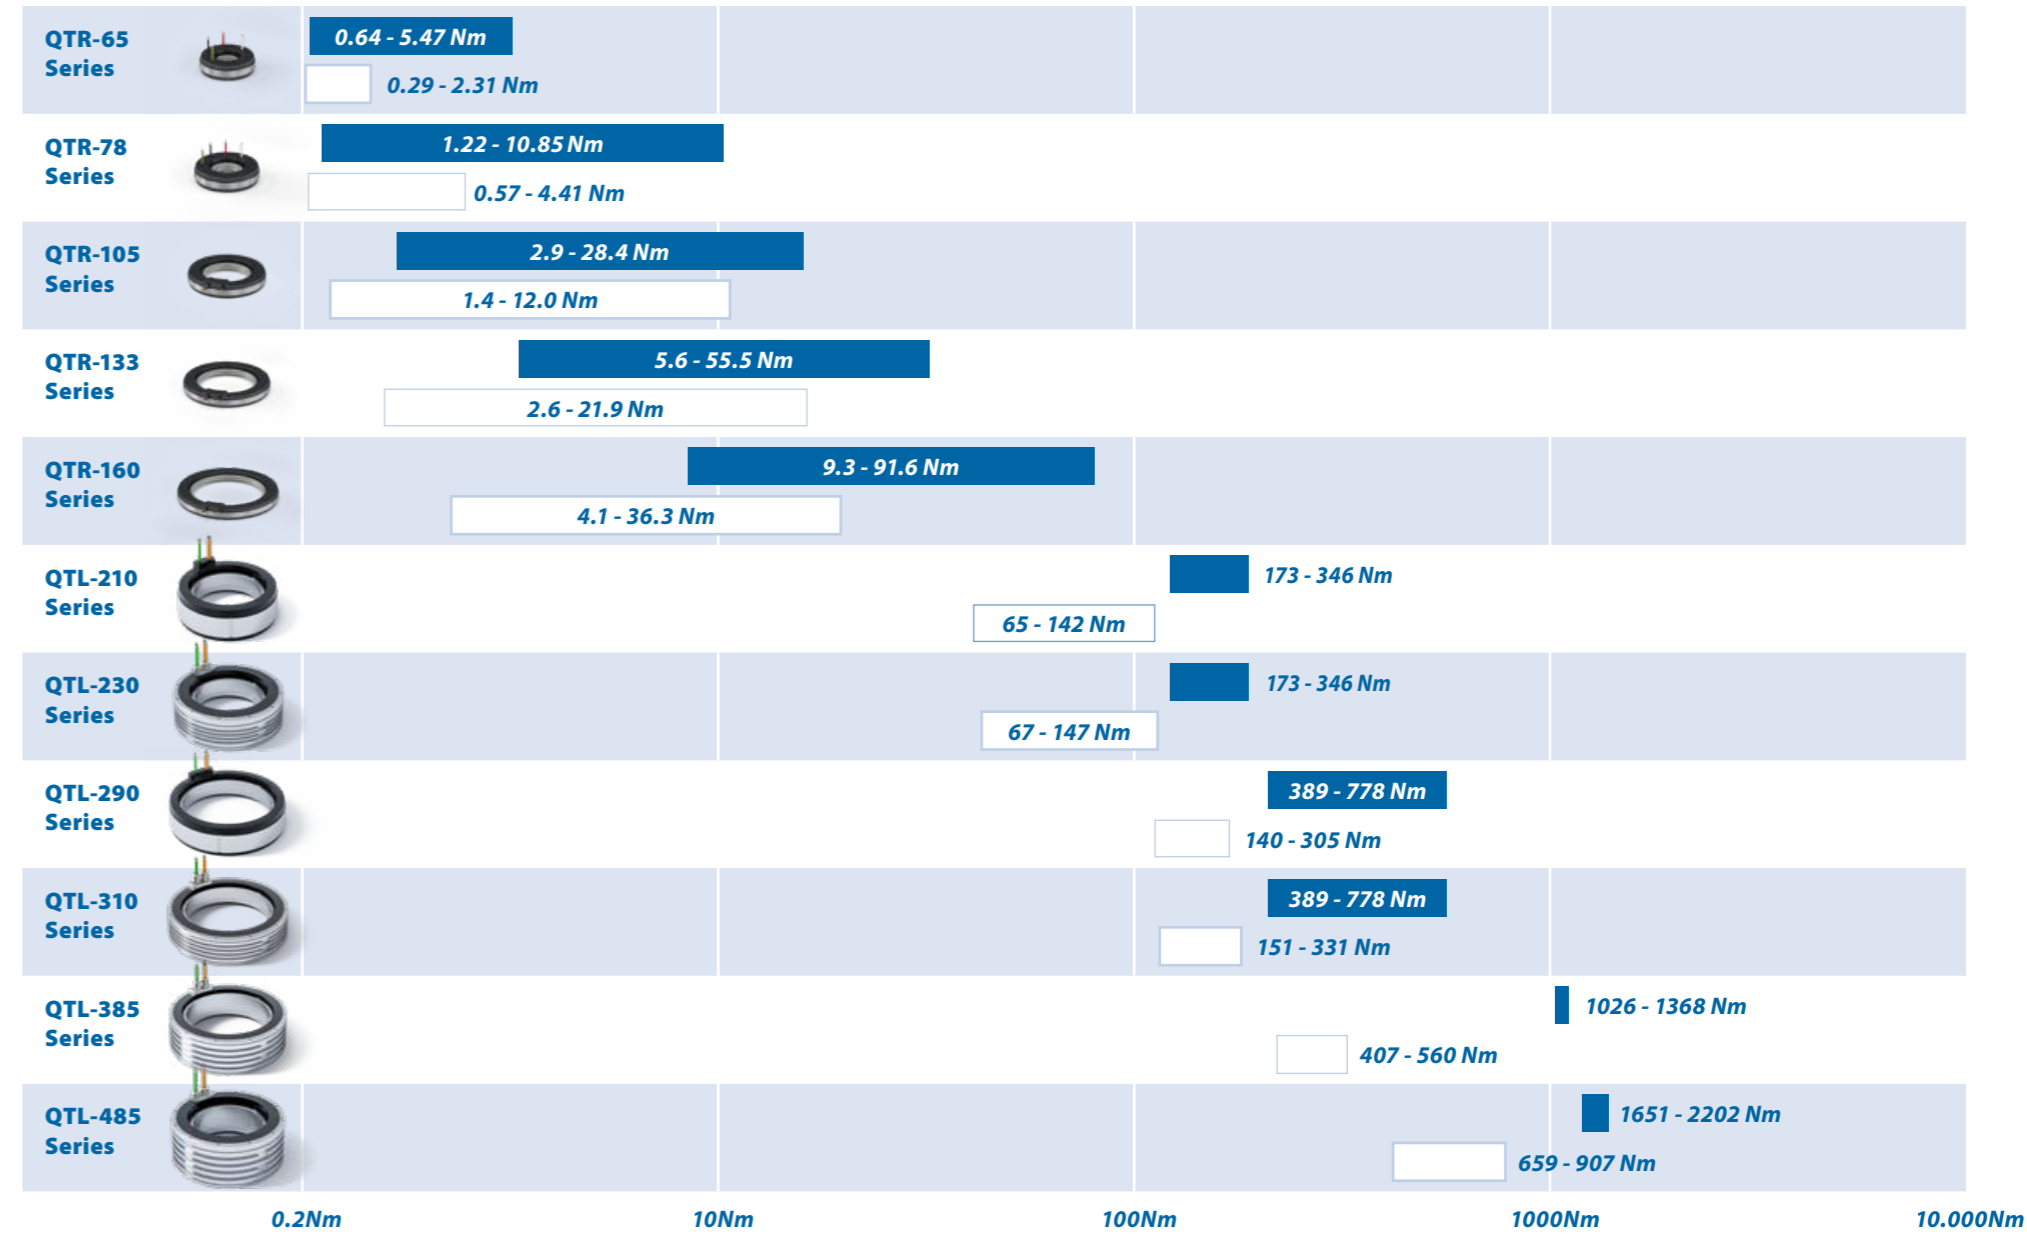 QTR-65
Series
0.64 - 5.47 Nm
0.29 - 2.31 Nm
QTR-78
Series
1.22 - 10.85 Nm
0.57 - 4.41 Nm
QTR-105
Series
2.9 - 28.4 Nm
1.4 - 12.0 Nm
QTR-133
Series
5.6 - 55.5 Nm
2.6 - 21.9 Nm
QTR-160
Series
9.3 - 91.6 Nm
4.1 - 36.3 Nm
QTL-210
Series
173 - 346 Nm
65 - 142 Nm
QTL-230
Series
173 - 346 Nm
67 - 147 Nm
QTL-290
Series
389 - 778 Nm
140 - 305 Nm
QTL-310
Series
389 - 778 Nm
151 - 331 Nm
QTL-385
Series
1026 - 1368 Nm
407 - 560 Nm
QTL-485
Series
1651 - 2202 Nm
659 - 907 Nm
0.2Nm 10Nm 100Nm 1000Nm 10.000Nm